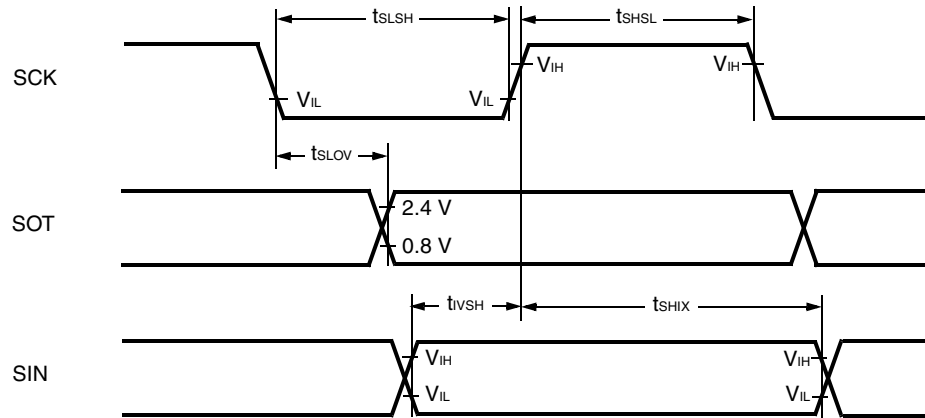 tSLSH
tSHSL
SCK
VIH
VIH
VIL
VIL
tSLOV
SOT
2.4 V
0.8 V
tIVSH
tSHIX
SIN
VIH
VIH
VIL
VIL